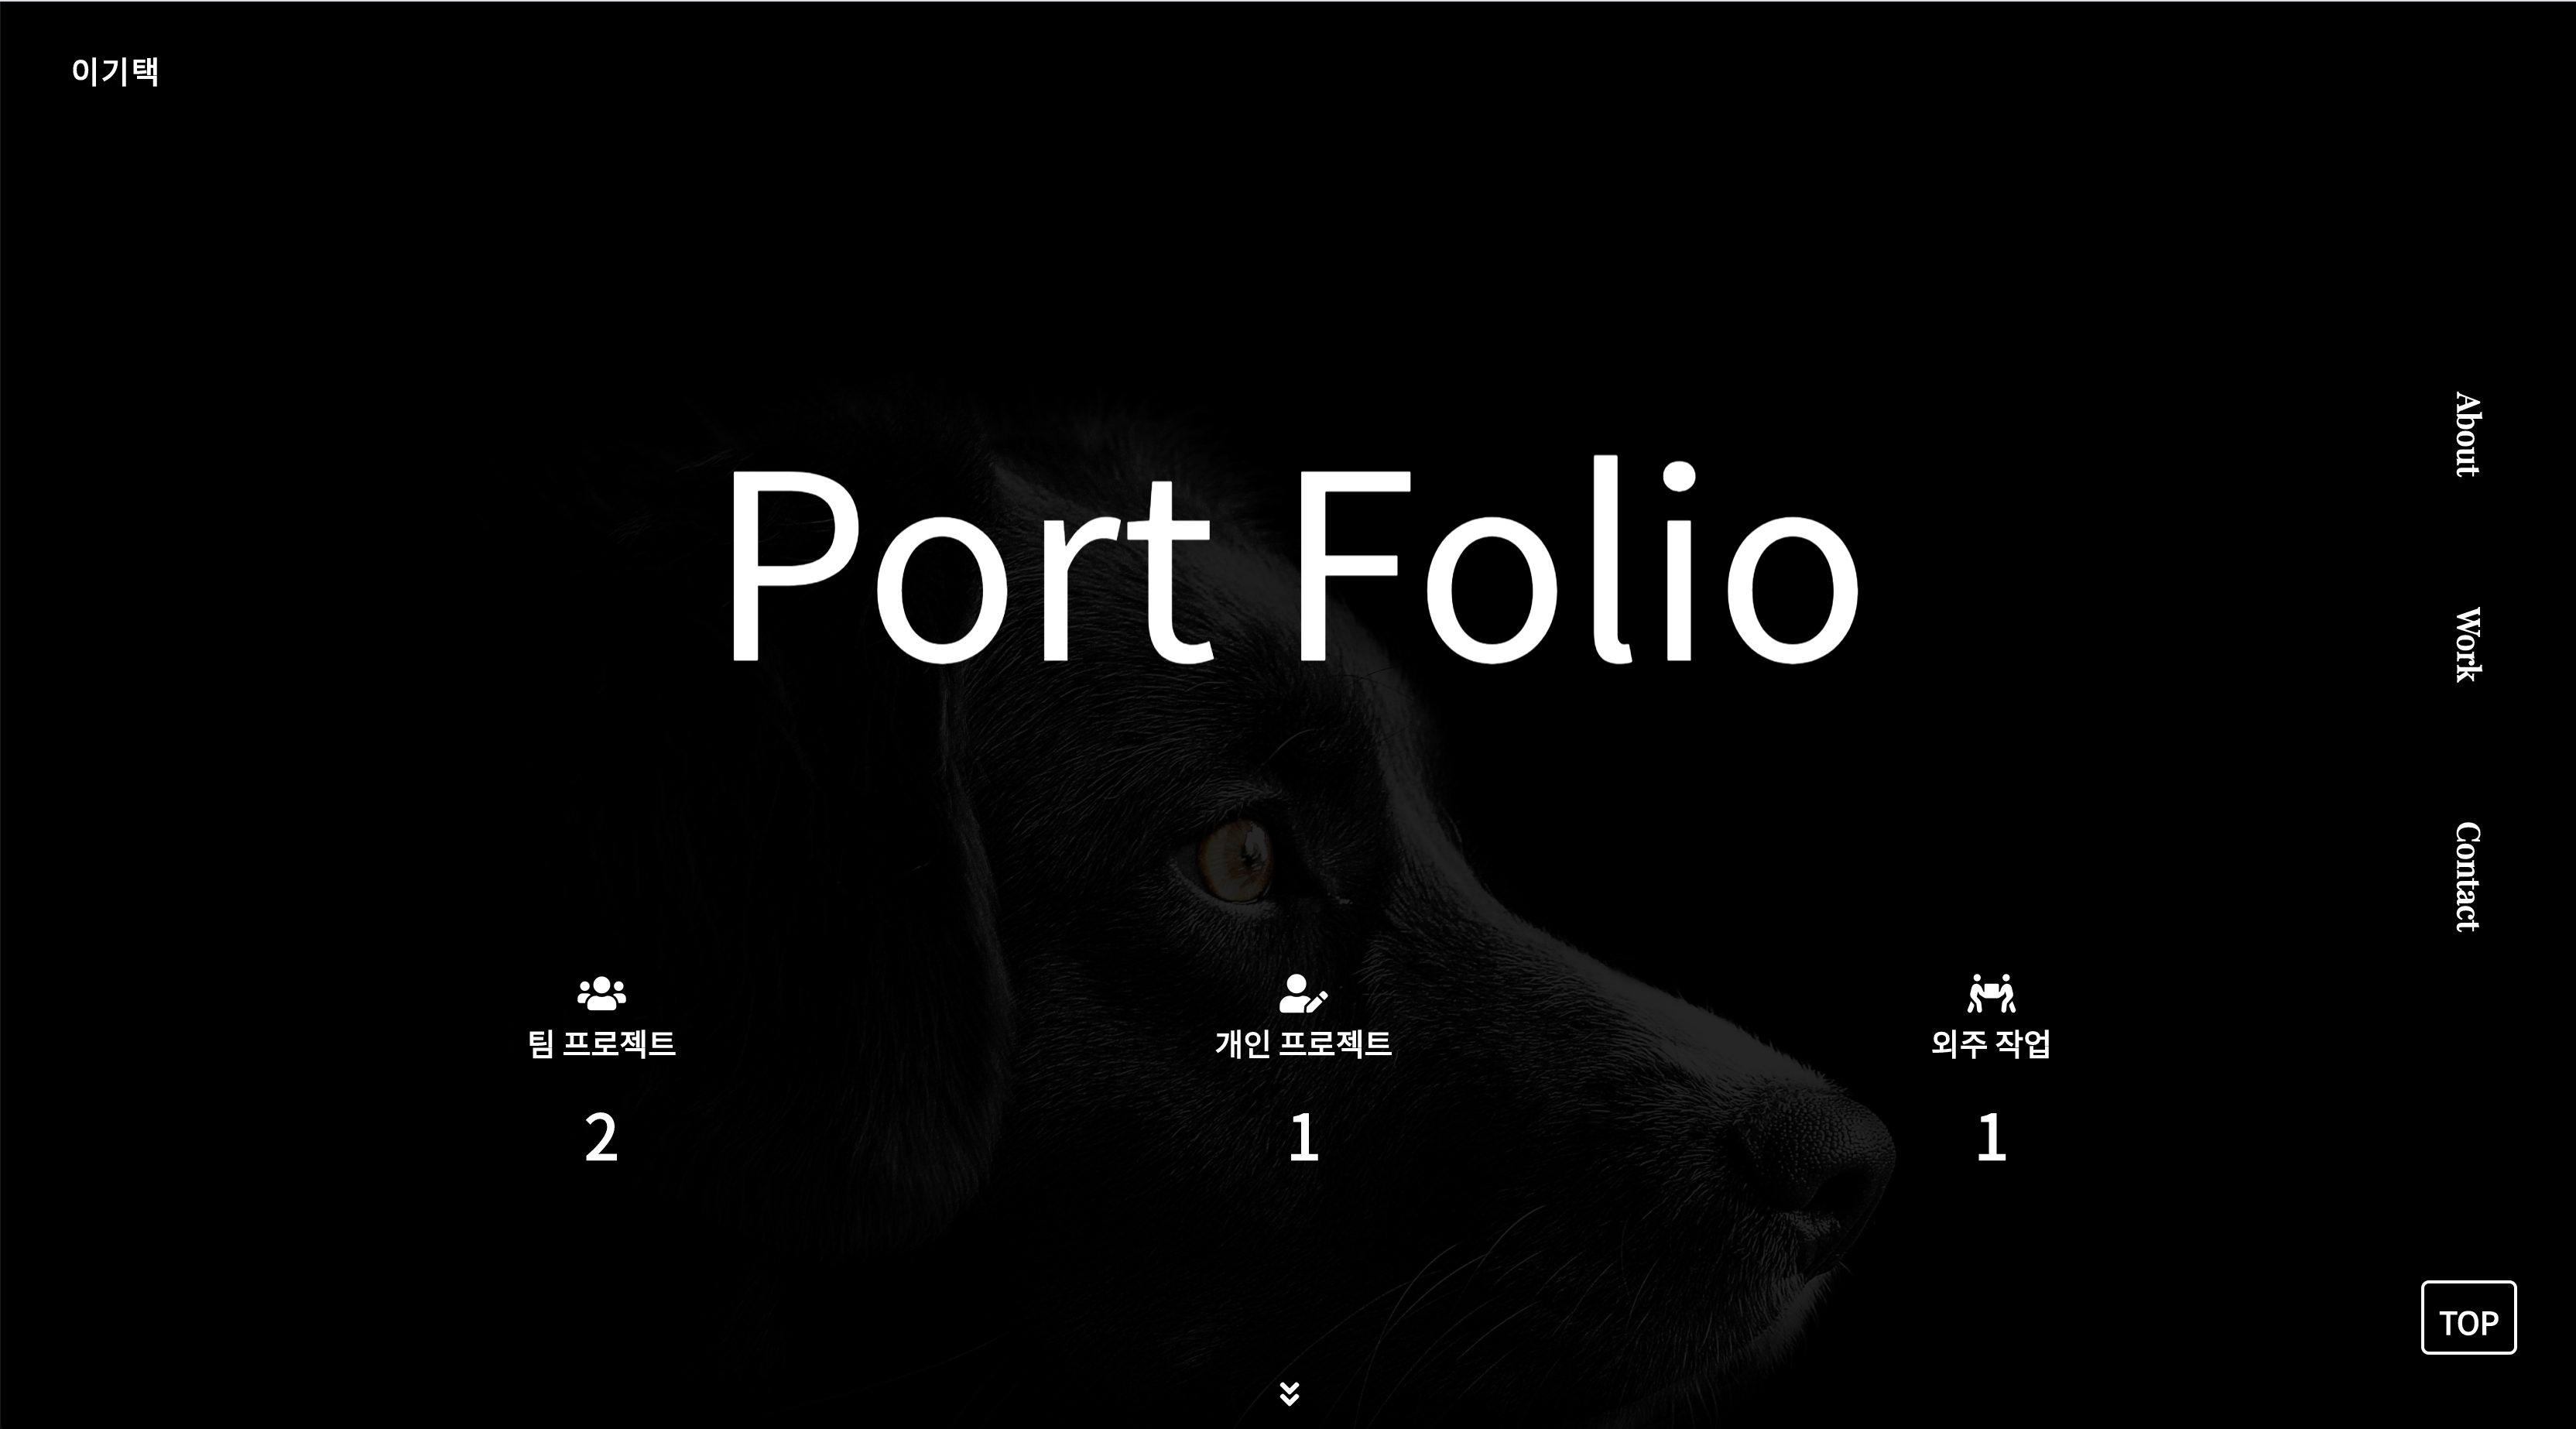 이기택
Port Folio
About
Work
Contact
팀 프로젝트
2
개인 프로젝트
1
외주 작업
1
TOP